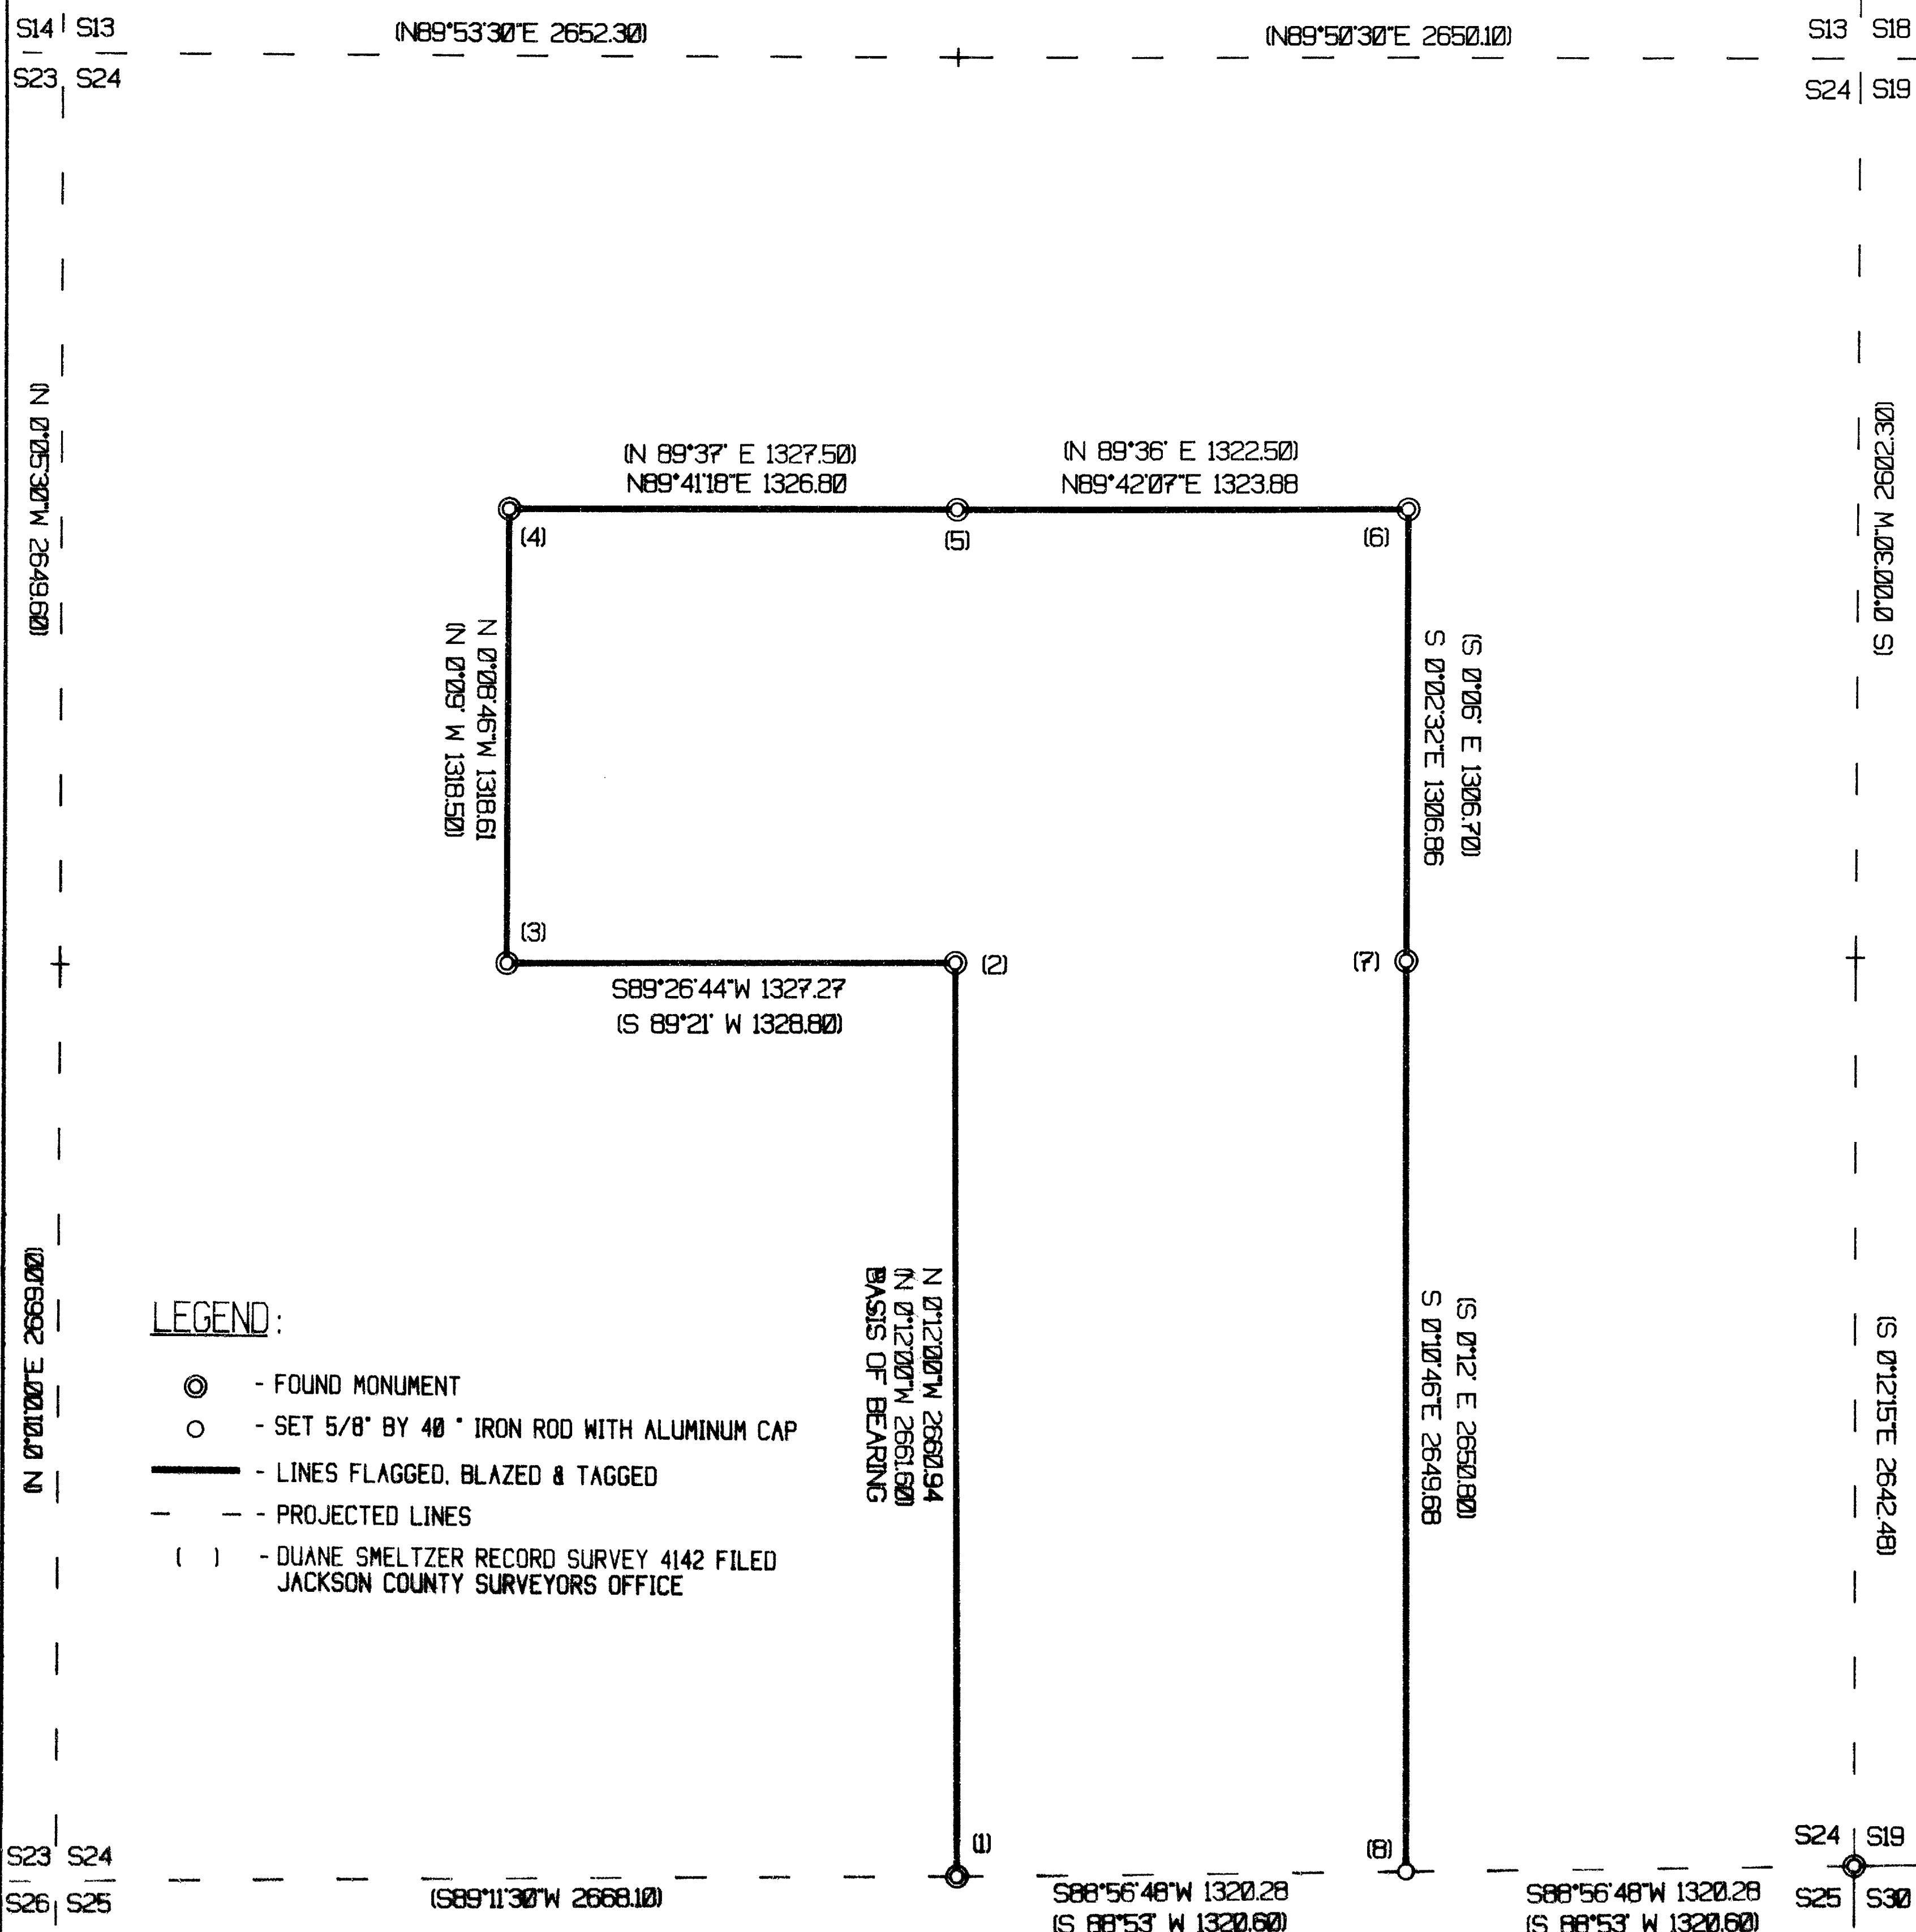 S14 S13
(N89°53'30"E 2652.30)
(N89°50'30"E 2650.10)
S13 S18
S23 S24
S24 S19
(N 0°05'30"W 2649.60)
(S 0°00'30"W 2602.30)
(N 89°37' E 1327.50)
N89°41'18"E 1326.80
(N 89°36' E 1322.50)
N89°42'07"E 1323.88
(4)
(5)
(6)
N 0°08'46"W 1318.61
(N 0°09' W 1318.50)
(S 0°06' E 1306.70)
S 0°02'32"E 1306.86
(3)
(2)
(7)
S89°26'44"W 1327.27
(S 89°21' W 1328.80)
N 0°12'00"W 2660.94
(N 0°12'00"W 2661.60)
BASIS OF BEARING
(S 0°12' E 2650.80)
S 0°10'46"E 2649.68
(S 0°12'15"E 2642.48)
LEGEND:
- FOUND MONUMENT
- SET 5/8" BY 40 " IRON ROD WITH ALUMINUM CAP
- LINES FLAGGED, BLAZED & TAGGED
- PROJECTED LINES
( ) - DUANE SMELTZER RECORD SURVEY 4142 FILED
JACKSON COUNTY SURVEYORS OFFICE
(1)
(8)
S23 S24
S24 S19
S26 S25
(S89°11'30"W 2668.10)
S88°56'48"W 1320.28
(S 88°53' W 1320.60)
S88°56'48"W 1320.28
(S 88°53' W 1320.60)
S25 S30